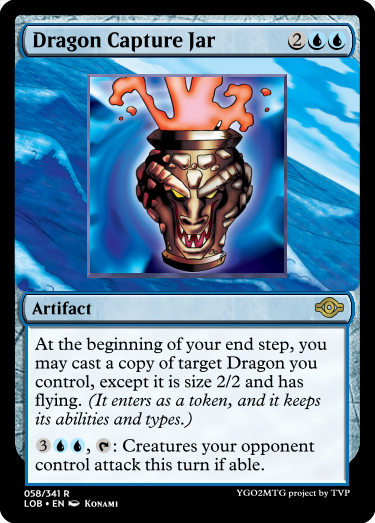 Dragon Capture Jar 2
Artifact
At the beginning of your end step, you
may cast a copy of target Dragon you
control, except it is size 2/2 and has
flying. (It enters as a token, and it keeps
its abilities and types.)
3, : Creatures your opponent
control attack this turn if able.
058/341 R
LOB • EN Konami
YGO2MTG project by TVP